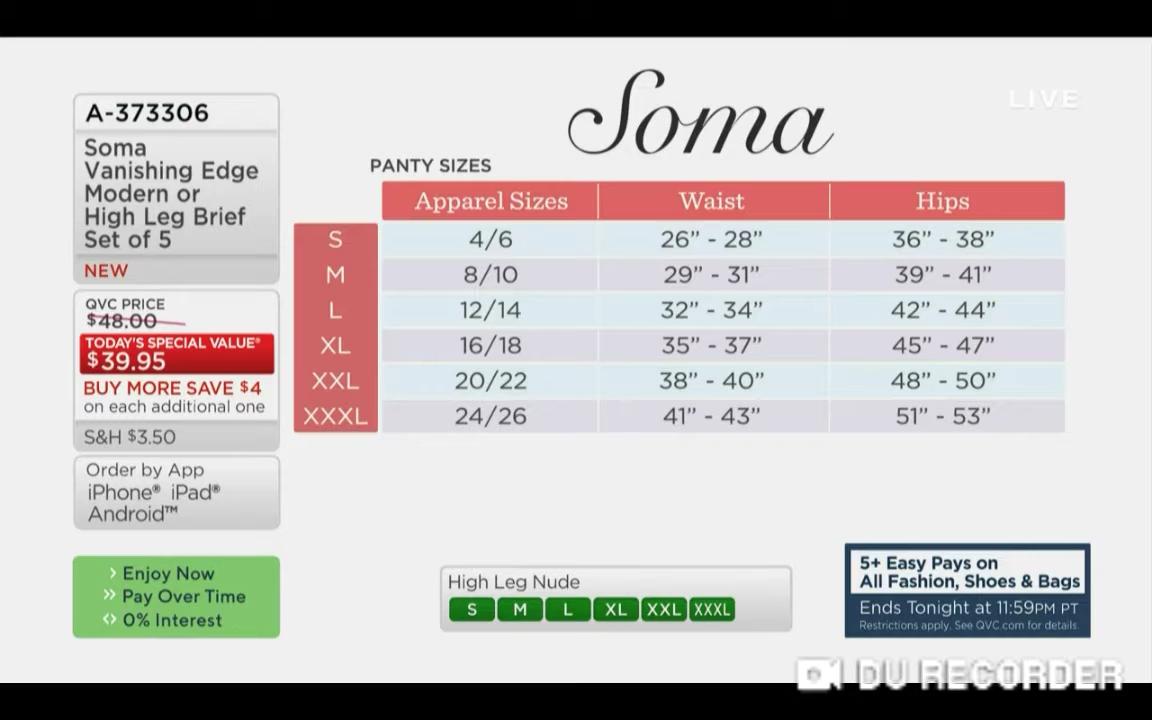 Soma
LIVE
A-373306
Soma
Vanishing Edge
Modern or
High Leg Brief
Set of 5
NEW
QVC PRICE
$48.00
TODAY'S SPECIAL VALUE®
$39.95
BUY MORE SAVE $4
on each additional one
S&H $3.50
Order by App
iPhone® iPad®
Android™
> Enjoy Now
>> Pay Over Time
<> 0% Interest
PANTY SIZES
Apparel Sizes Waist Hips
S 4/6 26” - 28” 36” - 38”
M 8/10 29” - 31” 39” - 41”
L 12/14 32” - 34” 42” - 44”
XL 16/18 35” - 37” 45” - 47”
XXL 20/22 38” - 40” 48” - 50”
XXXL 24/26 41” - 43” 51” - 53”
High Leg Nude
S M L XL XXL XXXL
5+ Easy Pays on
All Fashion, Shoes & Bags
Ends Tonight at 11:59PM PT
Restrictions apply. See QVC.com for details.
DU RECORDER